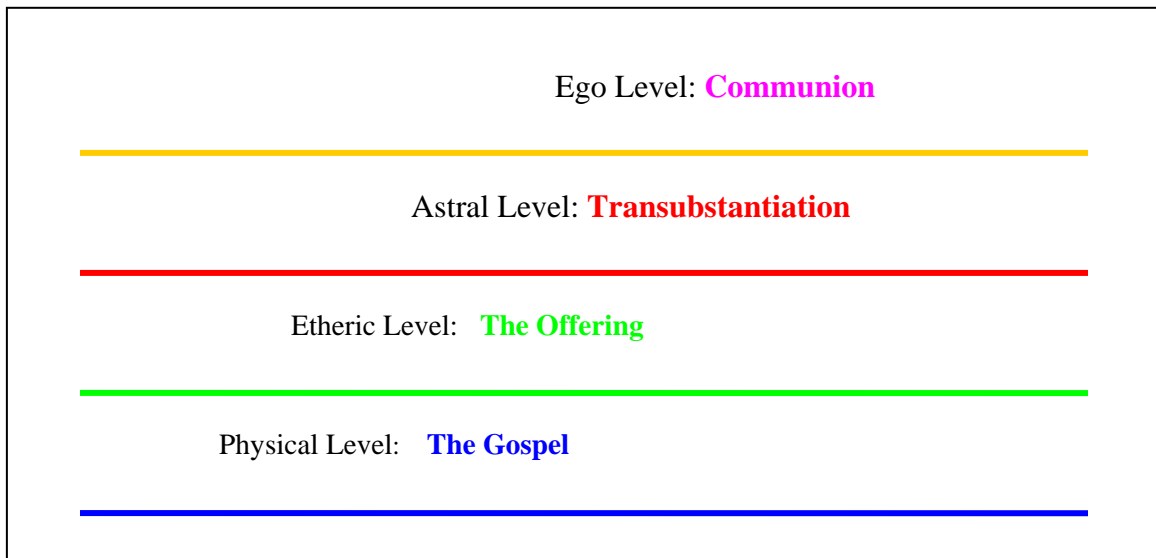 Ego Level: Communion
Astral Level: Transubstantiation
Etheric Level: The Offering
Physical Level: The Gospel